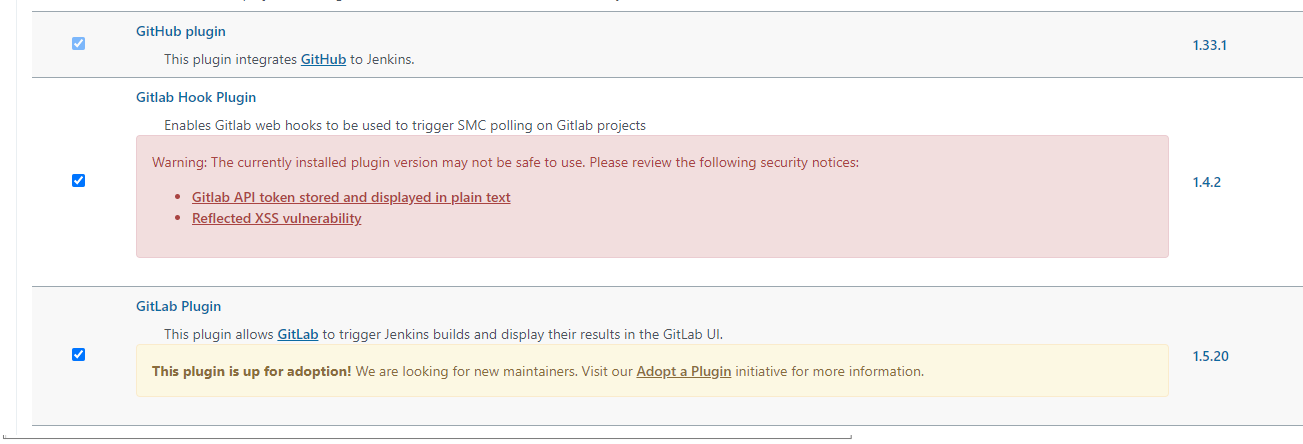 GitHub plugin
This plugin integrates GitHub to Jenkins.
1.33.1
Gitlab Hook Plugin
Enables Gitlab web hooks to be used to trigger SMC polling on Gitlab projects
Warning: The currently installed plugin version may not be safe to use. Please review the following security notices:
Gitlab API token stored and displayed in plain text
Reflected XSS vulnerability
1.4.2
GitLab Plugin
This plugin allows GitLab to trigger Jenkins builds and display their results in the GitLab UI.
This plugin is up for adoption! We are looking for new maintainers. Visit our Adopt a Plugin initiative for more information.
1.5.20